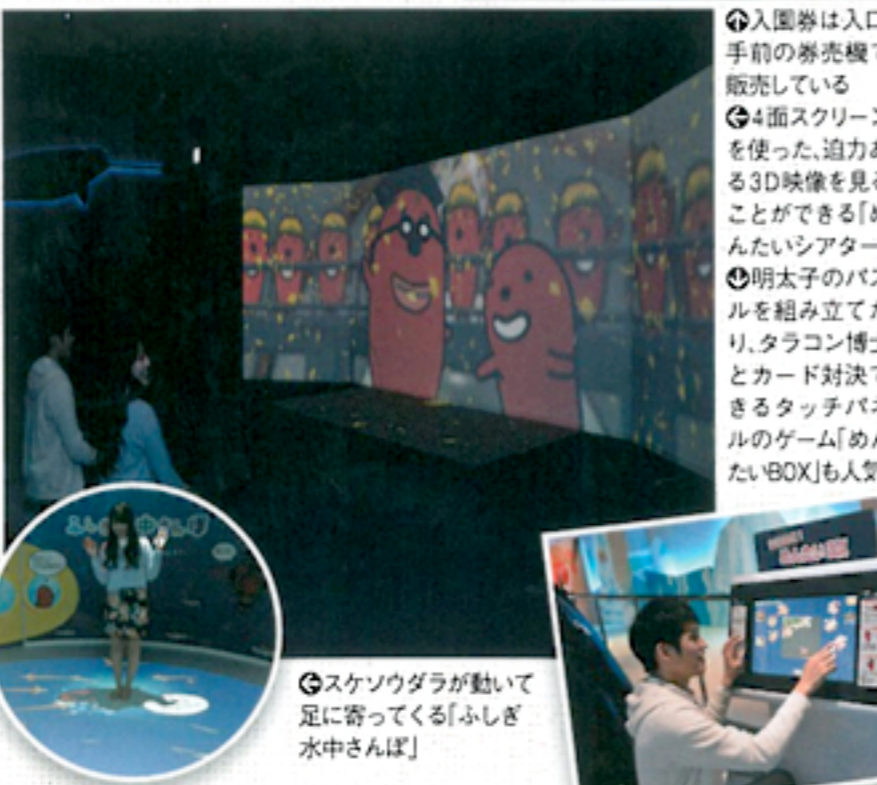 入園券は入口
手前の券売機で
販売している
4面スクリーン
を使った、迫力あ
る3D映像を見る
ことができる「め
んたいシアター
明太子のパズ
ルを組み立てた
り、タラコン博士
とカード対決で
きるタッチパネ
ルのゲーム「めん
たいBOX」も人気
スケソウダラが動いて
足に寄ってくる「ふしぎ
水中さんぽ」